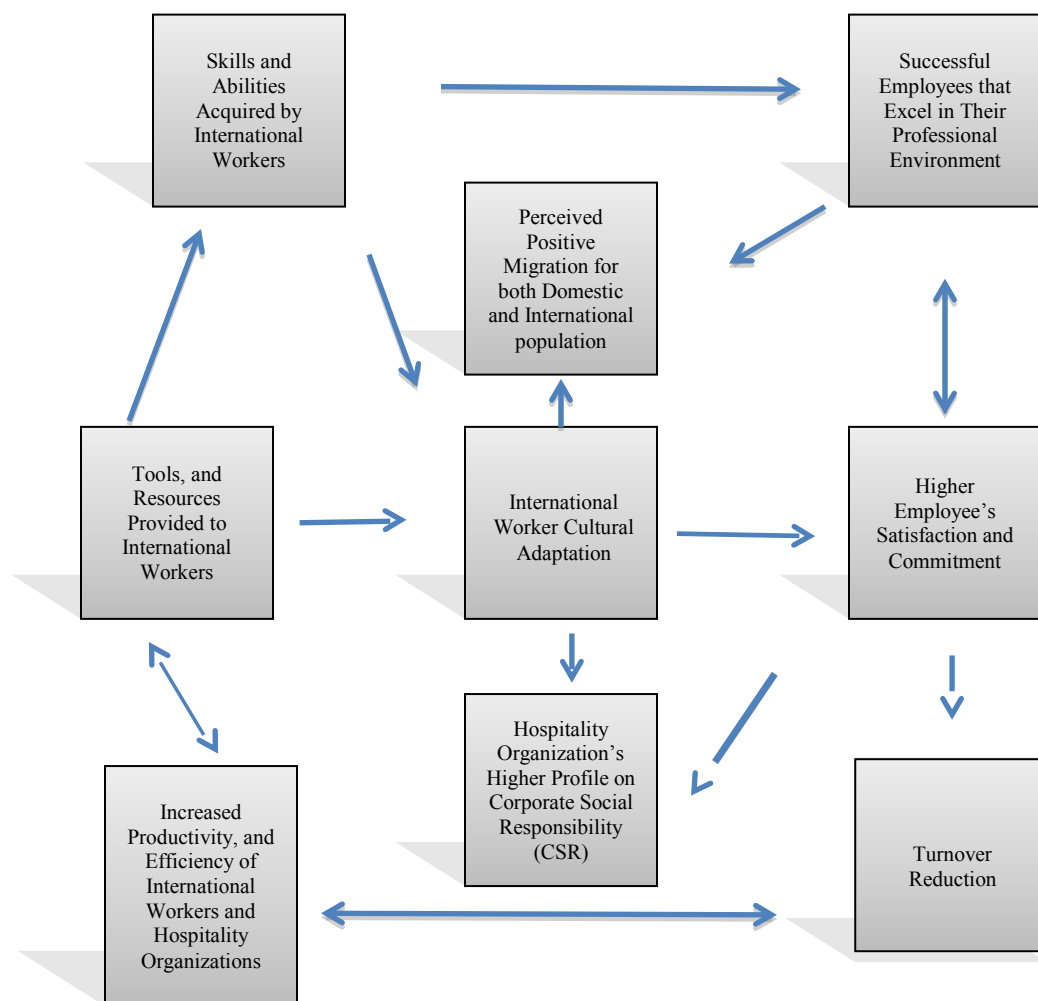 Skills and
Abilities
Acquired by
International
Workers
Successful
Employees that
Excel in Their
Professional
Environment
Perceived
Positive
Migration for
both Domestic
and International
population
Tools, and
Resources
Provided to
International
Workers
International
Worker Cultural
Adaptation
Higher
Employee’s
Satisfaction and
Commitment
Hospitality
Organization’s
Higher Profile on
Corporate Social
Responsibility
(CSR)
Increased
Productivity, and
Efficiency of
International
Workers and
Hospitality
Organizations
Turnover
Reduction